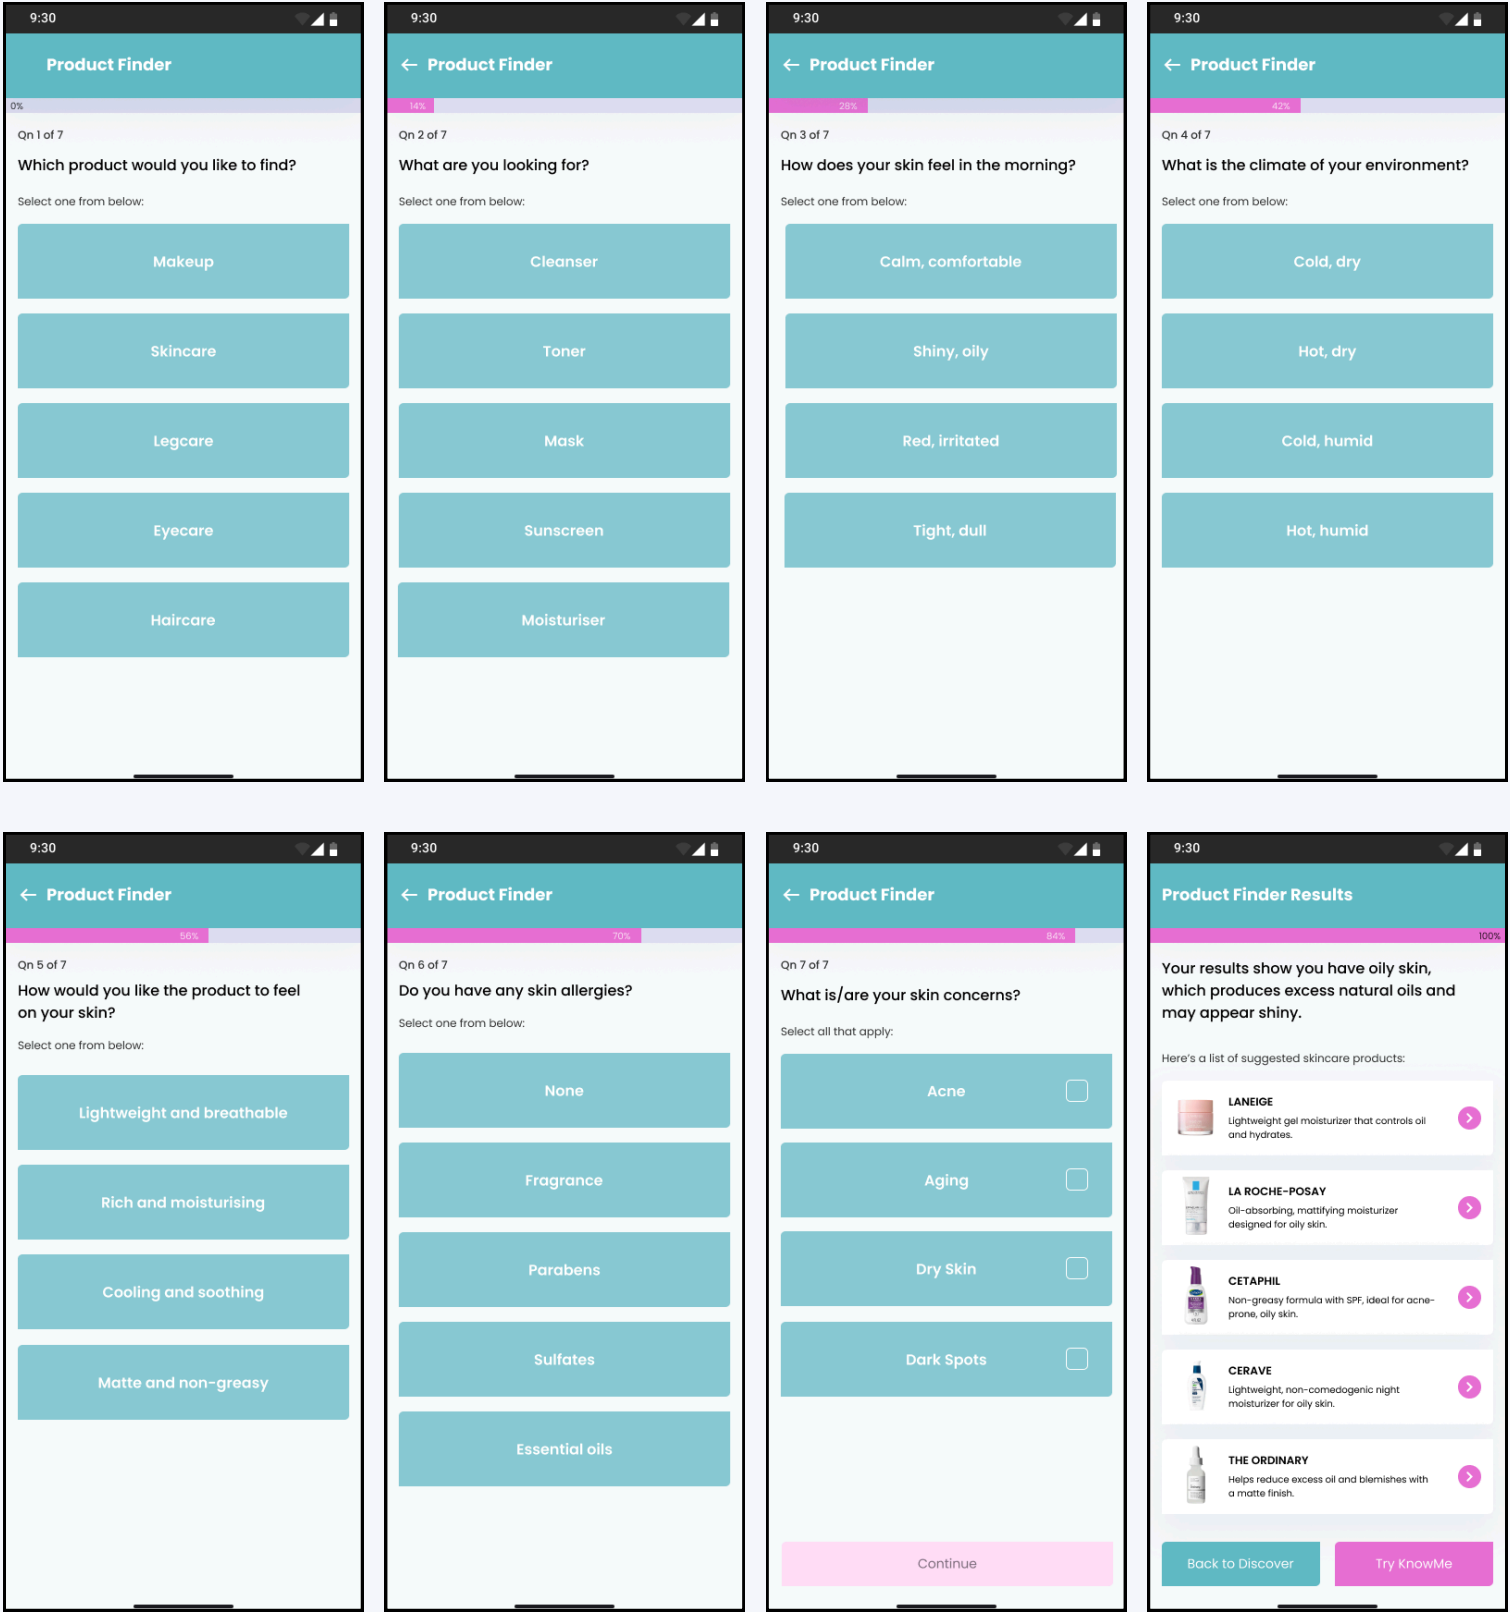 9:30
Product Finder
0%
Qn 1 of 7
Which product would you like to find?
Select one from below:
Makeup
Skincare
Legcare
Eyecare
Haircare
9:30
Product Finder
14%
Qn 2 of 7
What are you looking for?
Select one from below:
Cleanser
Toner
Mask
Sunscreen
Moisturiser
9:30
Product Finder
28%
Qn 3 of 7
How does your skin feel in the morning?
Select one from below:
Calm, comfortable
Shiny, oily
Red, irritated
Tight, dull
9:30
Product Finder
42%
Qn 4 of 7
What is the climate of your environment?
Select one from below:
Cold, dry
Hot, dry
Cold, humid
Hot, humid
9:30
Product Finder
56%
Qn 5 of 7
How would you like the product to feel
on your skin?
Select one from below:
Lightweight and breathable
Rich and moisturising
Cooling and soothing
Matte and non-greasy
9:30
Product Finder
70%
Qn 6 of 7
Do you have any skin allergies?
Select one from below:
None
Fragrance
Parabens
Sulfates
Essential oils
9:30
Product Finder
84%
Qn 7 of 7
What is/are your skin concerns?
Select all that apply:
Acne
Aging
Dry Skin
Dark Spots
Continue
9:30
Product Finder Results
100%
Your results show you have oily skin,
which produces excess natural oils and
may appear shiny.
Here's a list of suggested skincare products:
LANEIGE
Lightweight gel moisturizer that controls oil
and hydrates.
LA ROCHE-POSAY
Oil-absorbing, mattifying moisturizer
designed for oily skin.
CETAPHIL
Non-greasy formula with SPF, ideal for acne-
prone, oily skin.
CERAVE
Lightweight, non-comedogenic night
moisturizer for oily skin.
THE ORDINARY
Helps reduce excess oil and blemishes with
a matte finish.
Back to Discover
Try KnowMe